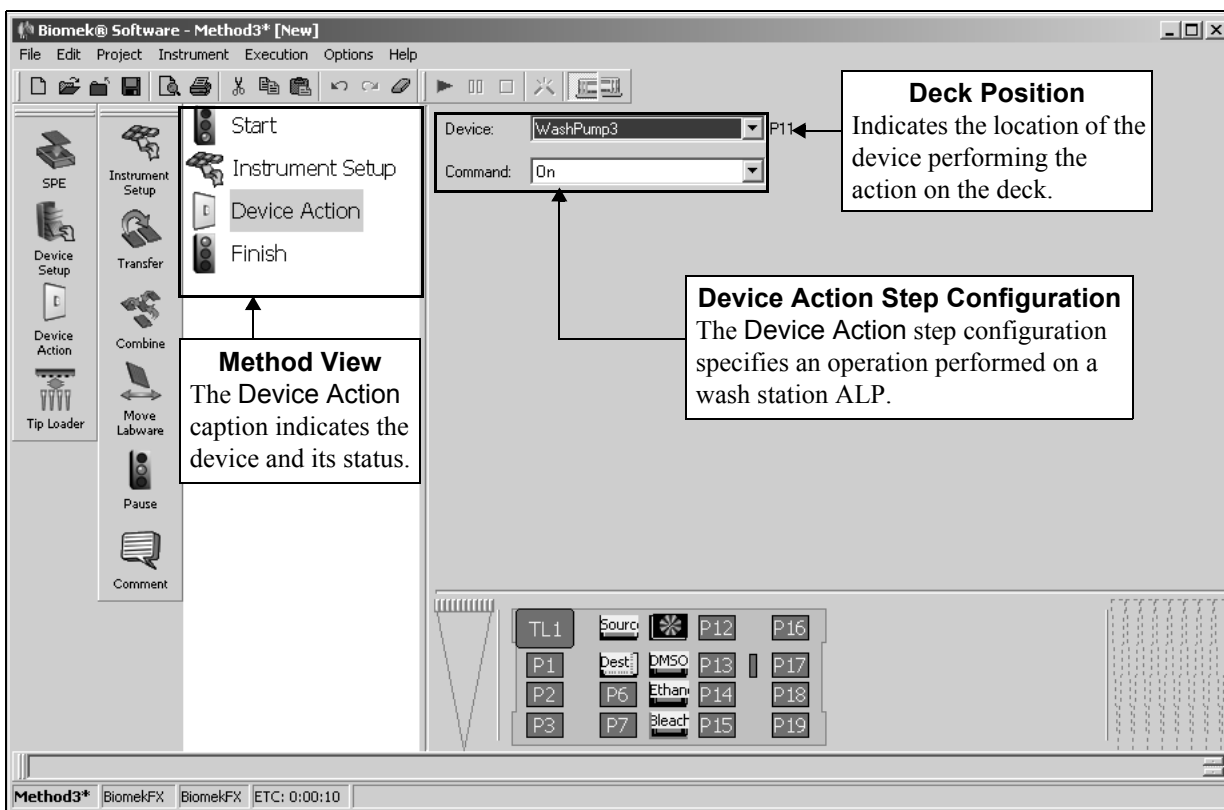 Biomek® Software - Method3* [New]
File Edit Project Instrument Execution Options Help
SPE
Device
Setup
Device
Action
Tip Loader
Instrument
Setup
Transfer
Combine
Move
Labware
Pause
Comment
Start
Instrument Setup
Device Action
Finish
Method View
The Device Action
caption indicates the
device and its status.
Device: WashPump3 P11
Command: On
Deck Position
Indicates the location of the
device performing the
action on the deck.
Device Action Step Configuration
The Device Action step configuration
specifies an operation performed on a
wash station ALP.
TL1 Sourc P12 P16
P1 Dest DMSO P13 P17
P2 P6 Ethan P14 P18
P3 P7 Bleach P15 P19
Method3* BiomekFX BiomekFX ETC: 0:00:10